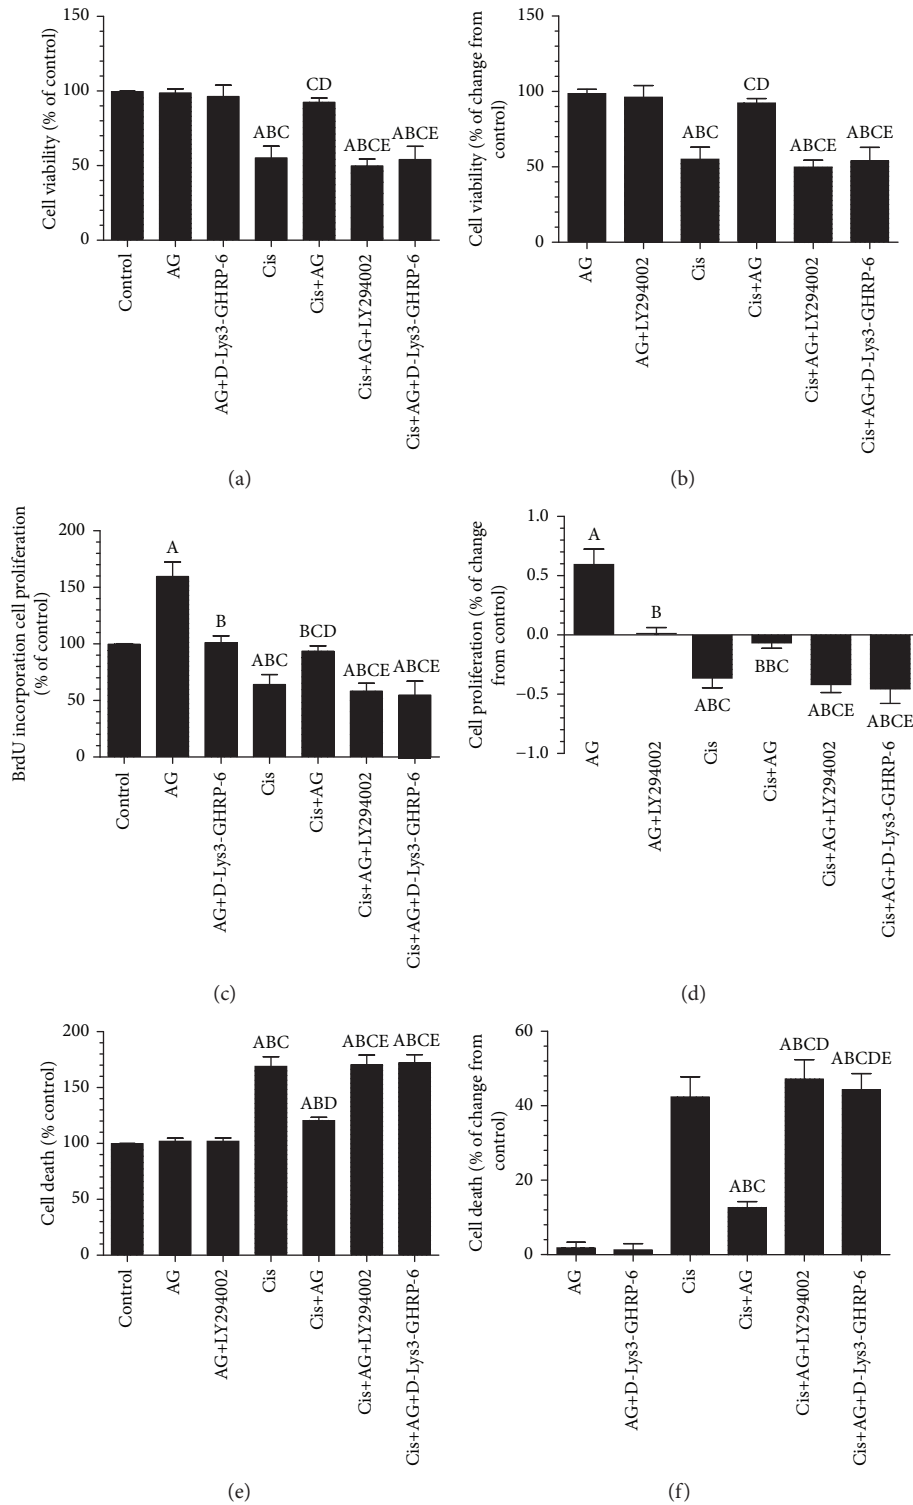 150
100
50
0
Cell viability (% of control)
CD
ABC
ABCE
ABCE
Control
AG
AG+D-Lys3-GHRP-6
Cis
Cis+AG
Cis+AG+LY294002
Cis+AG+D-Lys3-GHRP-6
(a)
150
100
50
0
Cell viability (% of change from
control)
CD
ABC
ABCE
ABCE
AG
AG+LY294002
Cis
Cis+AG
Cis+AG+LY294002
Cis+AG+D-Lys3-GHRP-6
(b)
200
150
100
50
0
BrdU incorporation cell proliferation
(% of control)
A
B
ABC
BCD
ABCE
ABCE
Control
AG
AG+D-Lys3-GHRP-6
Cis
Cis+AG
Cis+AG+LY294002
Cis+AG+D-Lys3-GHRP-6
(c)
1.0
0.5
0.0
−0.5
−1.0
Cell proliferation (% of change
from control)
A
B
ABC
BBC
ABCE
ABCE
AG
AG+LY294002
Cis
Cis+AG
Cis+AG+LY294002
Cis+AG+D-Lys3-GHRP-6
(d)
200
150
100
50
0
Cell death (% control)
ABC
ABD
ABCE
ABCE
Control
AG
AG+LY294002
Cis
Cis+AG
Cis+AG+LY294002
Cis+AG+D-Lys3-GHRP-6
(e)
60
40
20
0
Cell death (% of change from
control)
ABC
ABCD
ABCDE
AG
AG+D-Lys3-GHRP-6
Cis
Cis+AG
Cis+AG+LY294002
Cis+AG+D-Lys3-GHRP-6
(f)